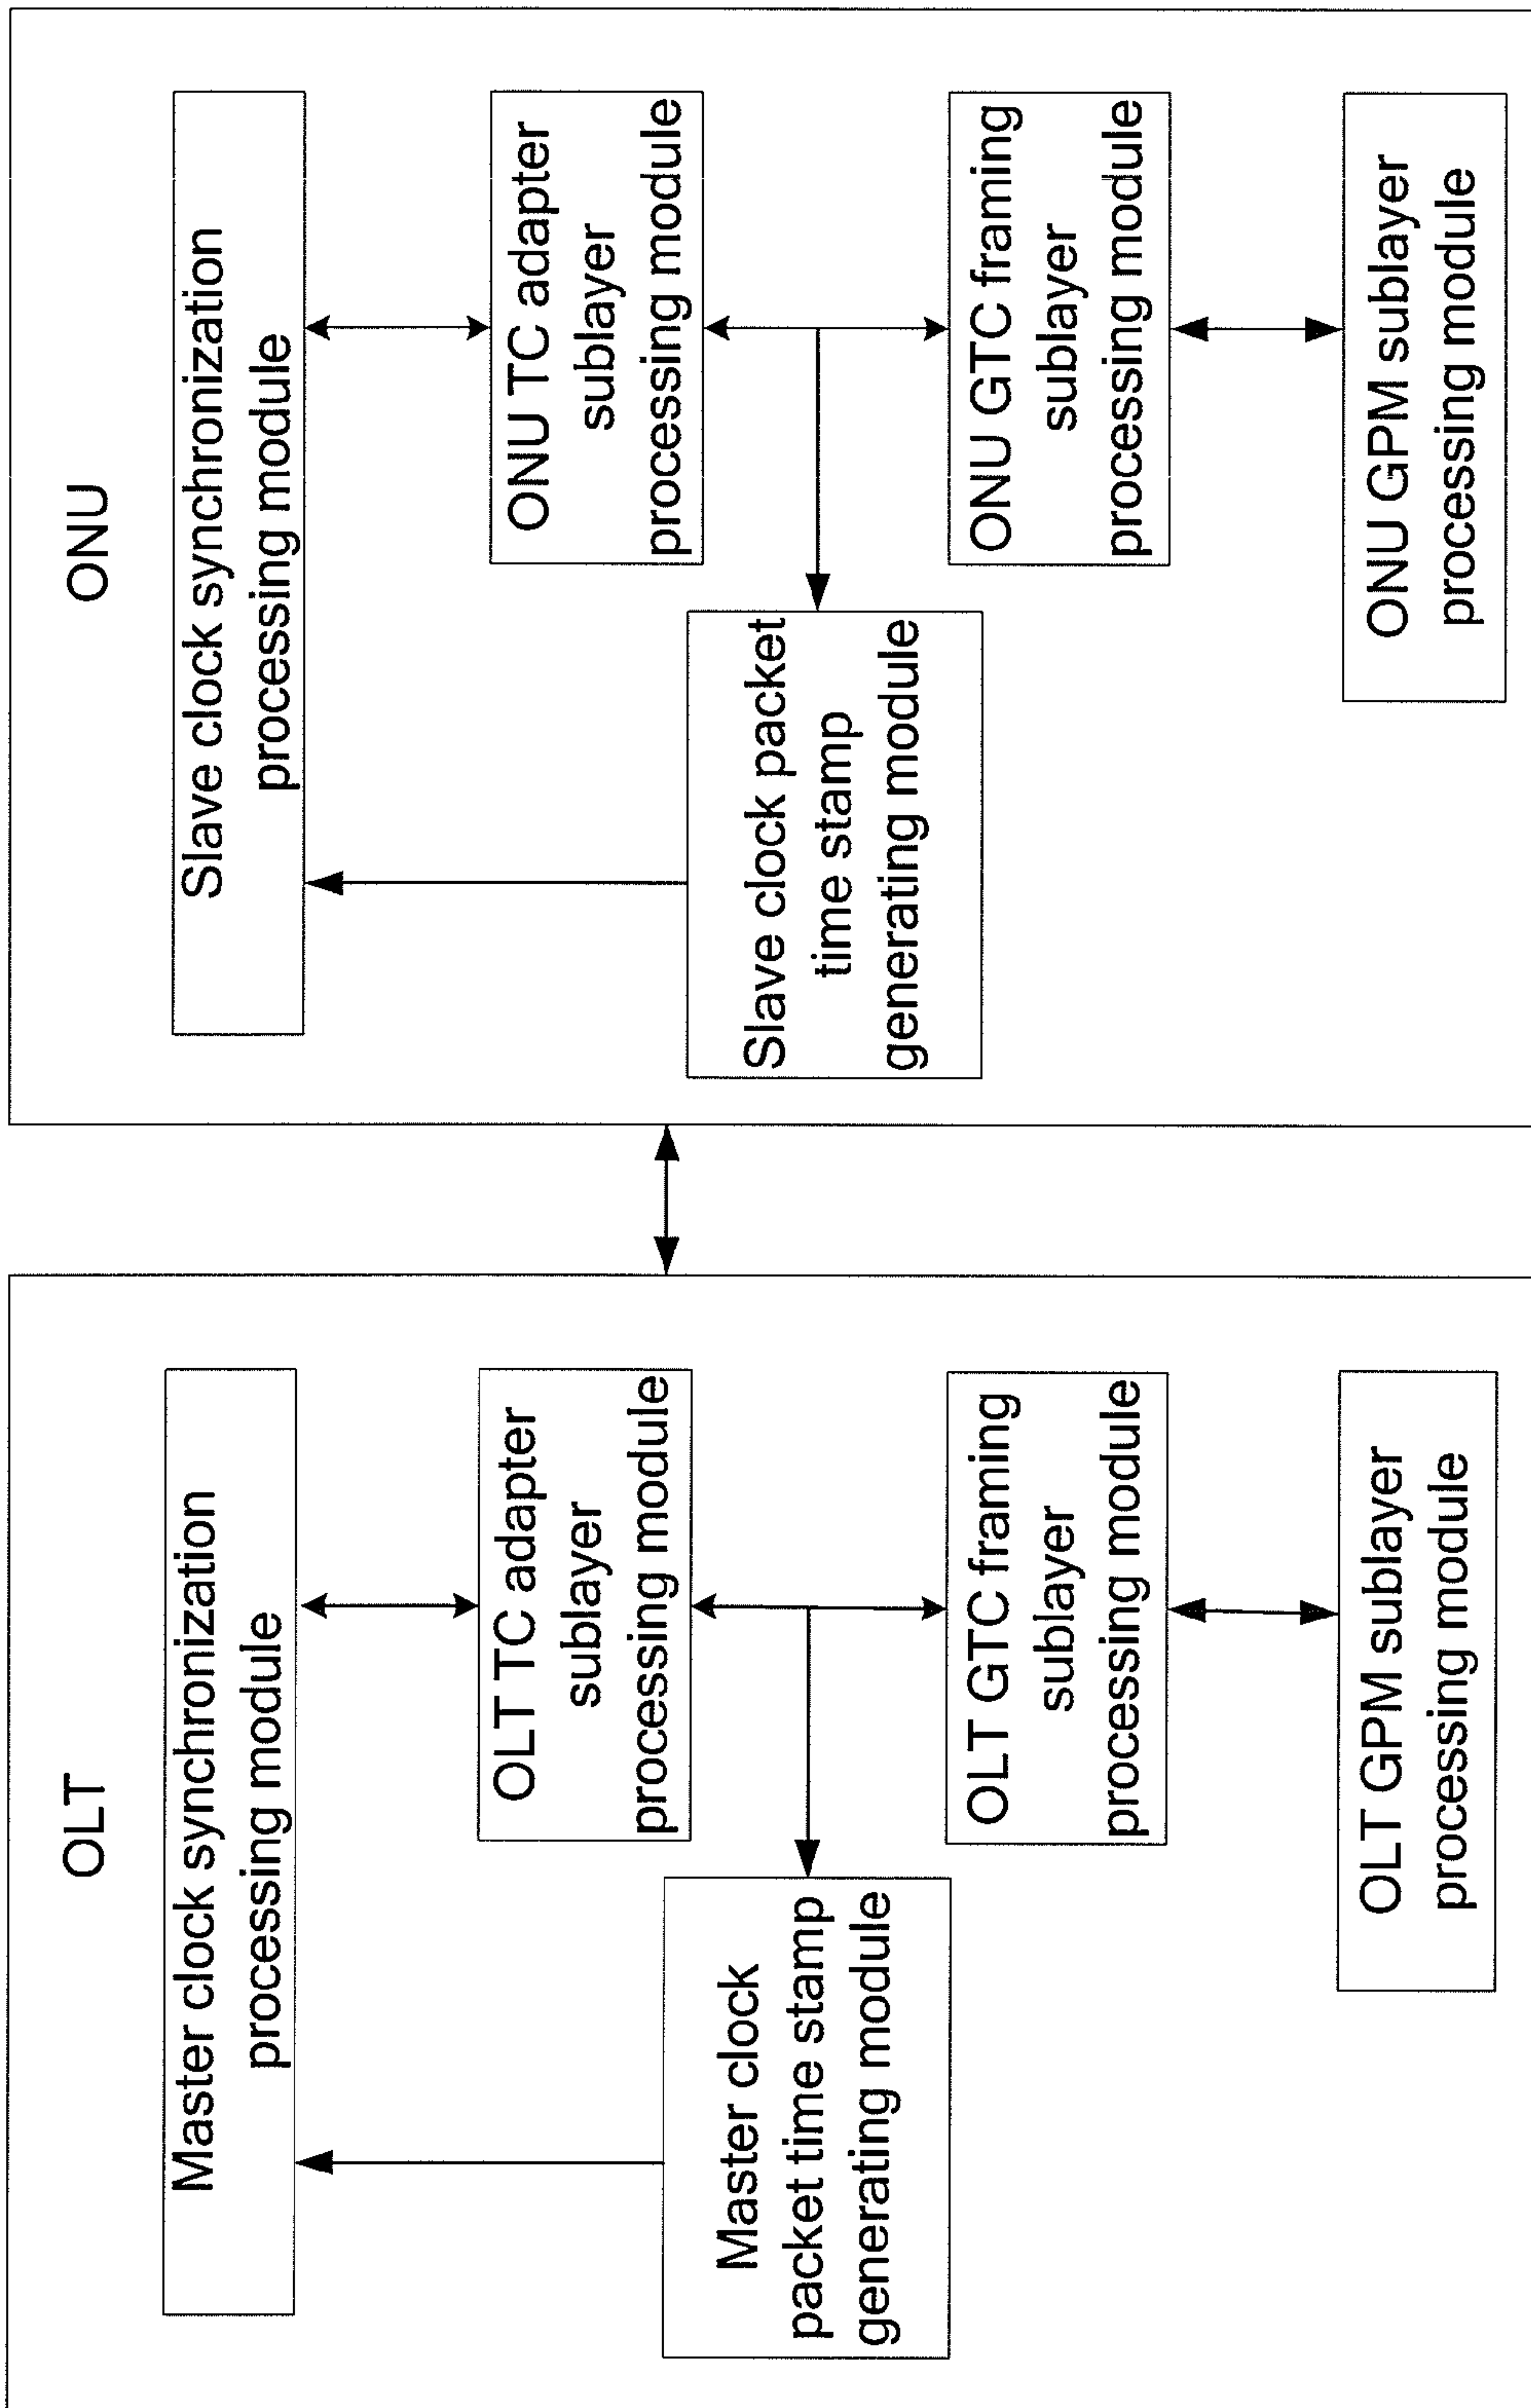 OLT
Master clock synchronization
processing module
OLT TC adapter
sublayer
processing module
Master clock
packet time stamp
generating module
OLT GTC framing
sublayer
processing module
OLT GPM sublayer
processing module
ONU
Slave clock synchronization
processing module
ONU TC adapter
sublayer
processing module
Slave clock packet
time stamp
generating module
ONU GTC framing
sublayer
processing module
ONU GPM sublayer
processing module